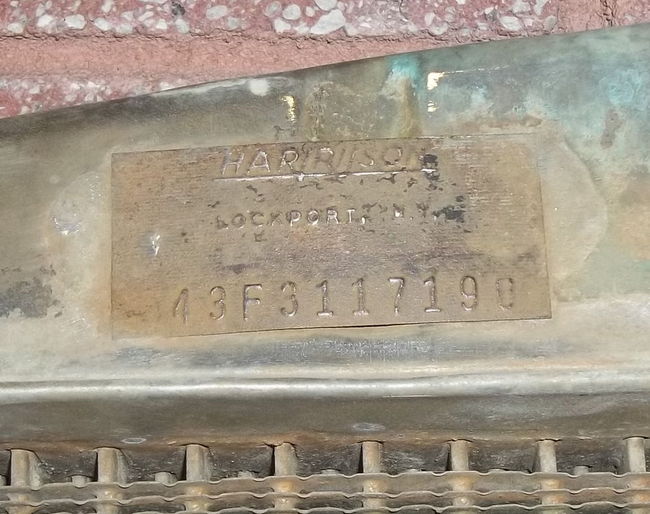 HARRISON
LOCKPORT, N.Y.
43F3117190